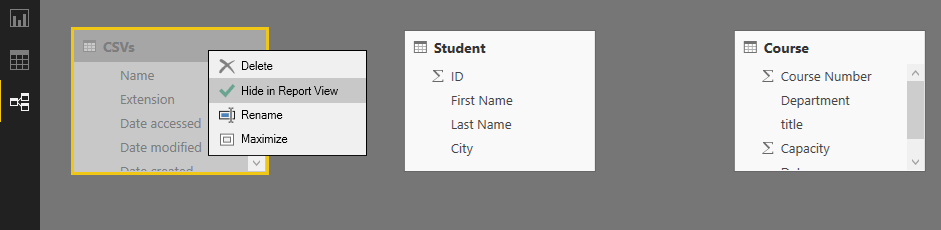 CSVs
Name
Extension
Date accessed
Date modified
Date created
Delete
Hide in Report View
Rename
Maximize
Student
ID
First Name
Last Name
City
Course
Course Number
Department
title
Capacity